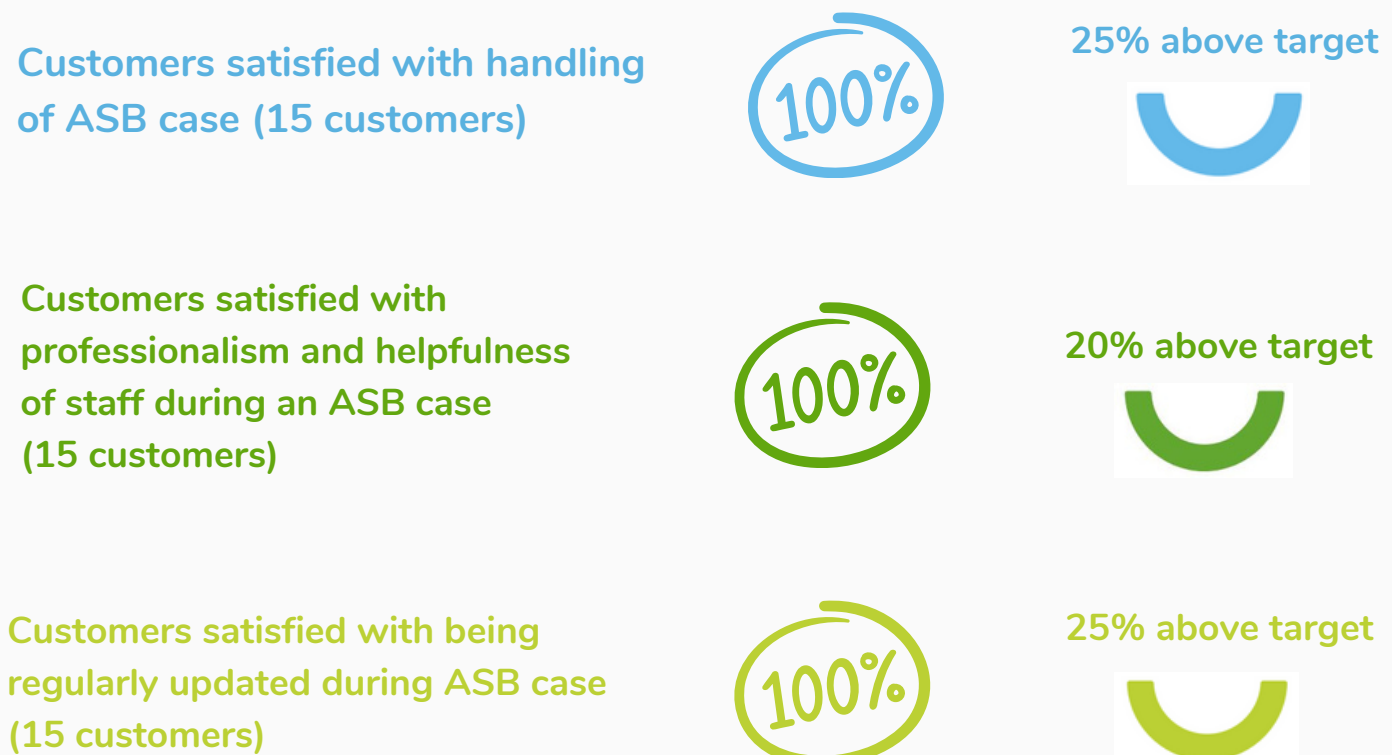 Customers satisfied with handling
of ASB case (15 customers)
100%
25% above target
Customers satisfied with
professionalism and helpfulness
of staff during an ASB case
(15 customers)
100%
20% above target
Customers satisfied with being
regularly updated during ASB case
(15 customers)
100%
25% above target